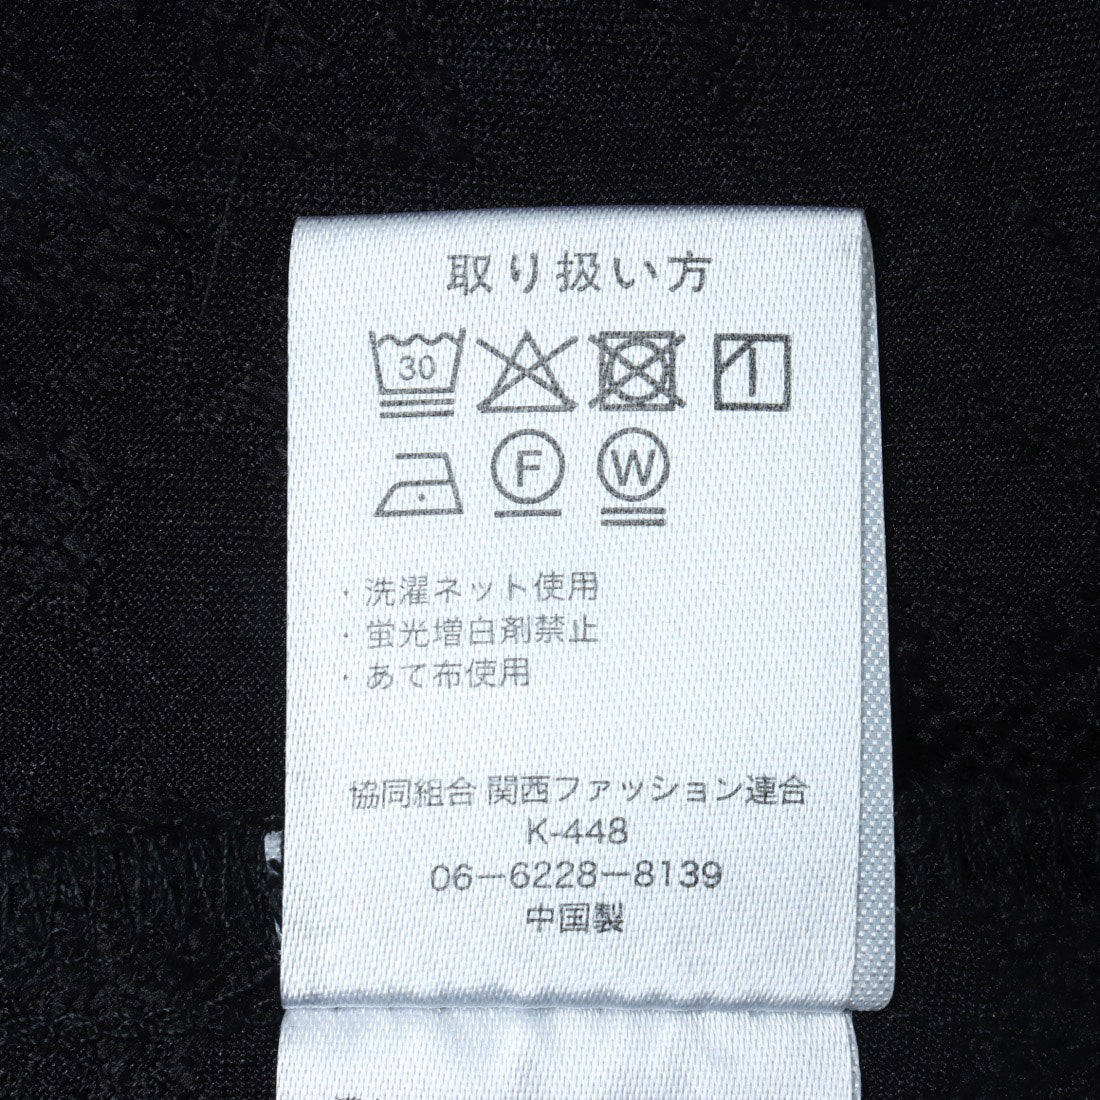 取り扱い方
30
F W
・洗濯ネット使用
・蛍光増白剤禁止
・あて布使用
協同組合 関西ファッション連合
K-448
06-6228-8139
中国製